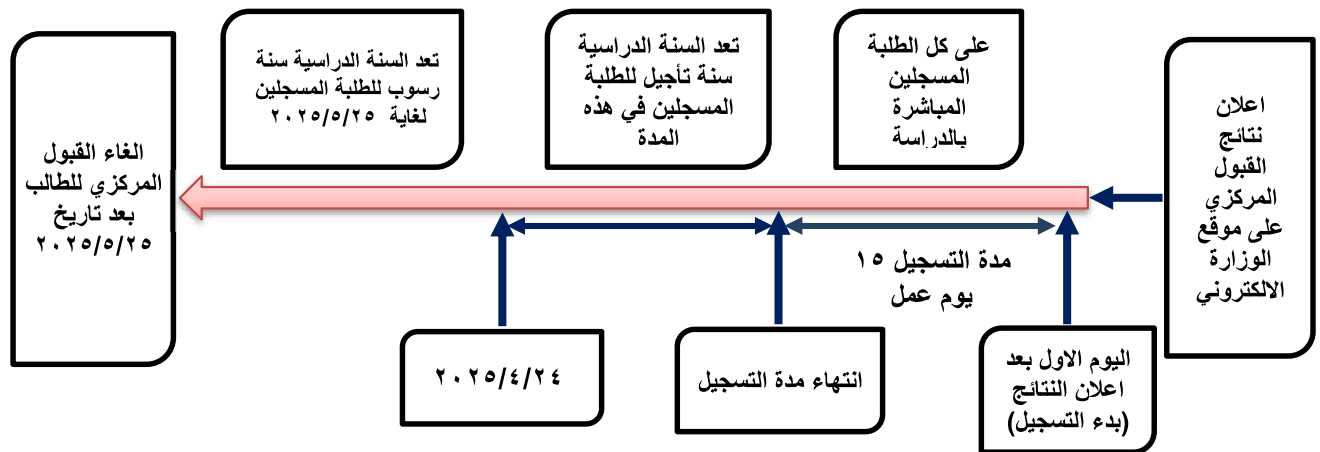 اعلان
نتائج
القبول
المركزي
على موقع
الوزارة
الالكتروني
على كل الطلبة
المسجلين
المباشرة
بالدراسة
تعد السنة الدراسية
سنة تأجيل للطلبة
المسجلين في هذه
المدة
تعد السنة الدراسية سنة
رسوب للطلبة المسجلين
لغاية ٢٠٢٥/٥/٢٥
الغاء القبول
المركزي للطالب
بعد تاريخ
٢٠٢٥/٥/٢٥
مدة التسجيل ١٥
يوم عمل
اليوم الاول بعد
اعلان النتائج
(بدء التسجيل)
انتهاء مدة التسجيل
٢٠٢٥/٤/٢٤